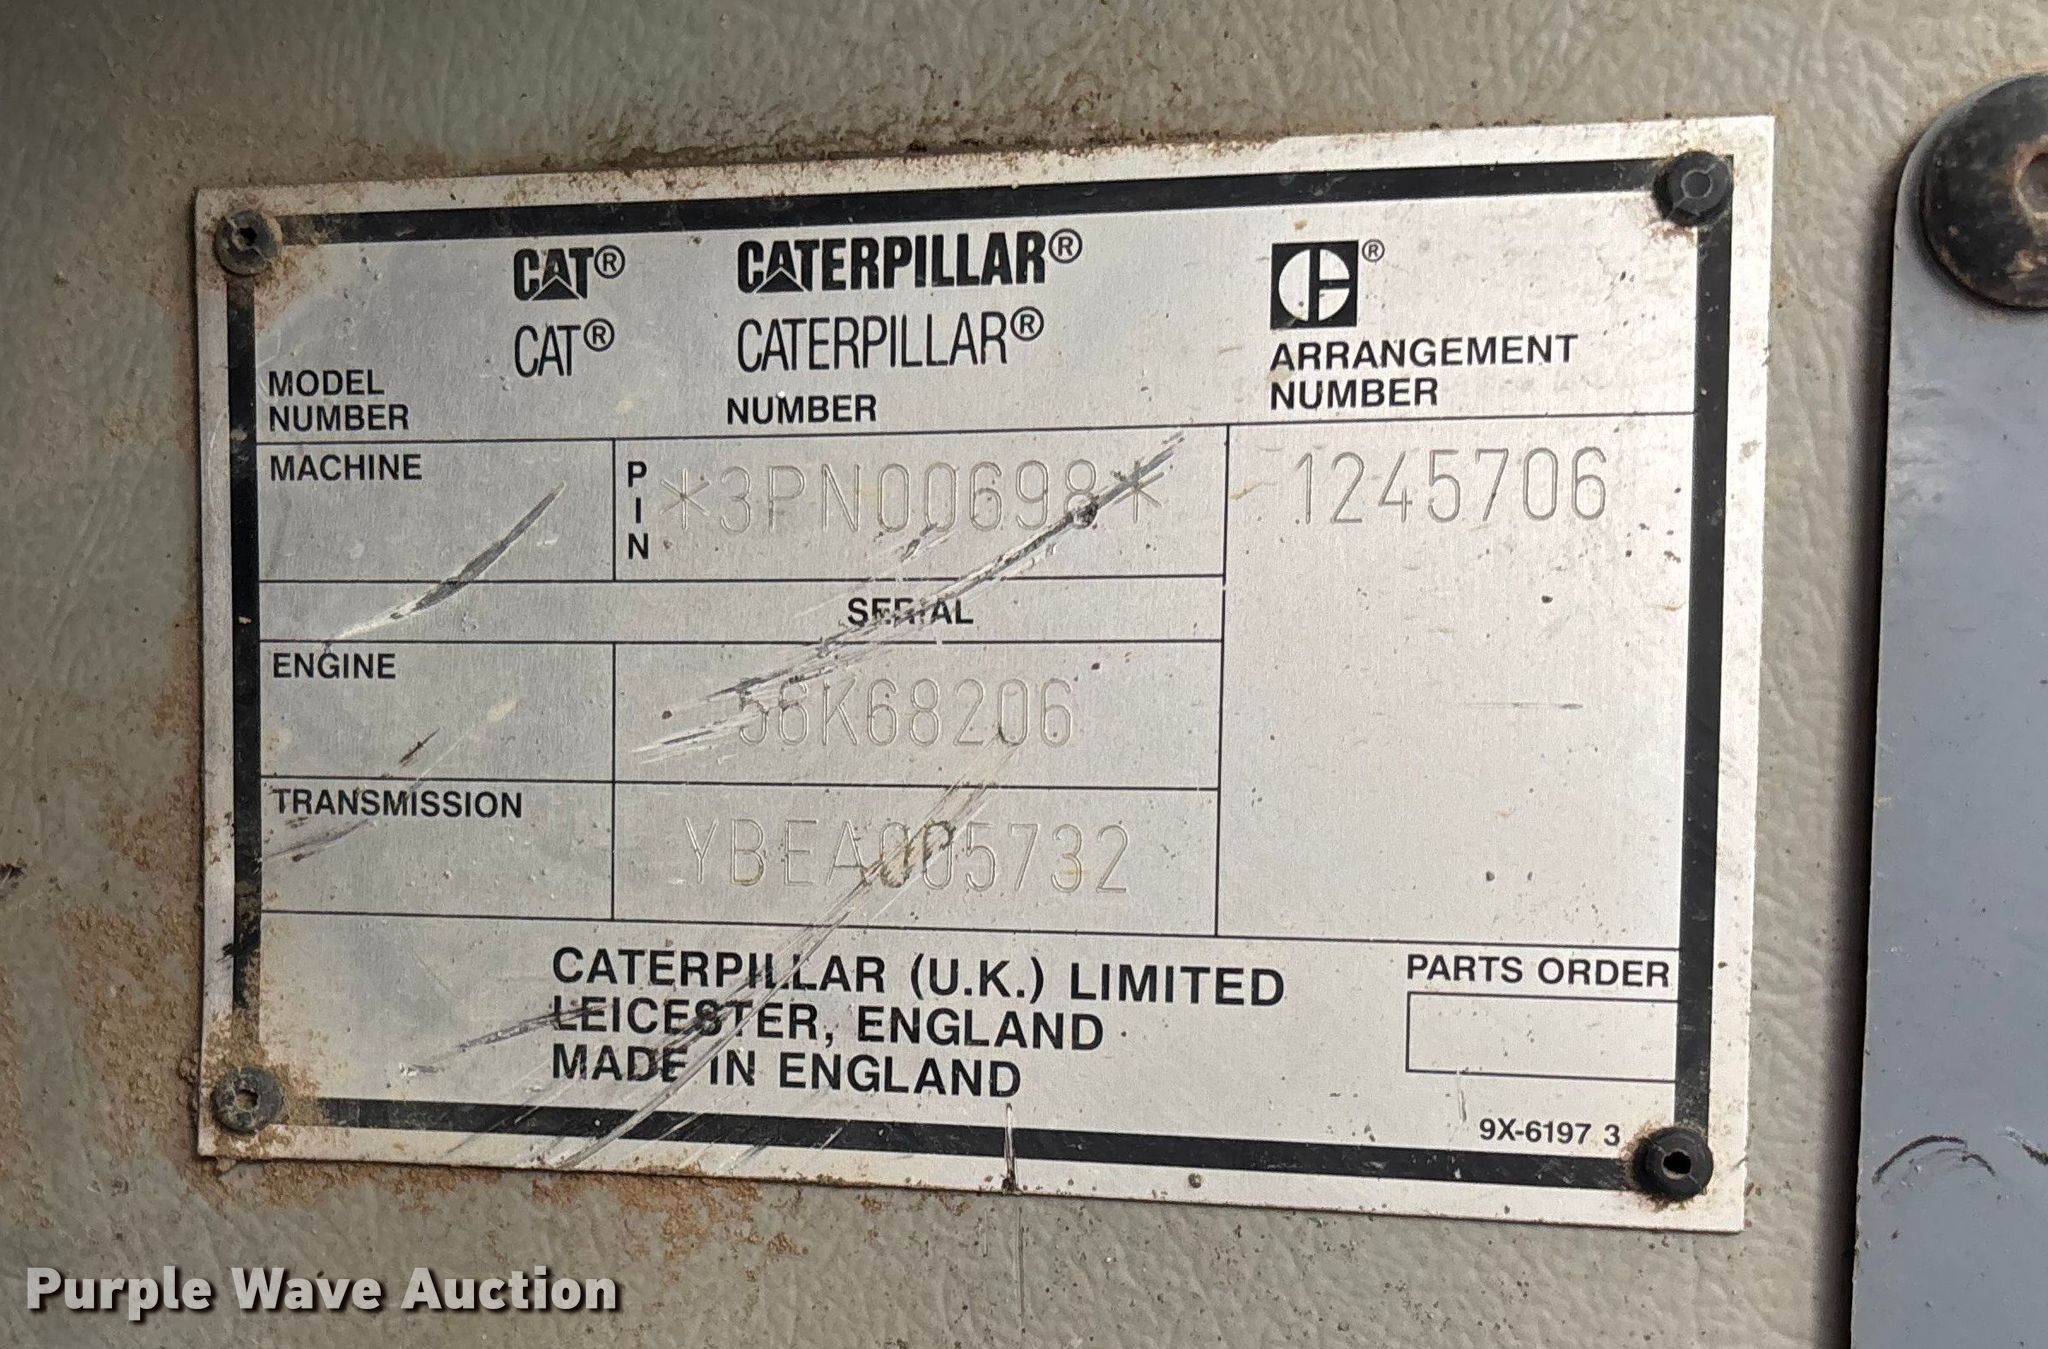 CAT® CATERPILLAR® ®
CAT® CATERPILLAR®
MODEL NUMBER NUMBER ARRANGEMENT NUMBER
MACHINE PIN *3PN00698* 1245706
SERIAL
ENGINE 56K68206
TRANSMISSION YBEA005732
CATERPILLAR (U.K.) LIMITED
LEICESTER, ENGLAND
MADE IN ENGLAND
PARTS ORDER
9X-6197 3
Purple Wave Auction